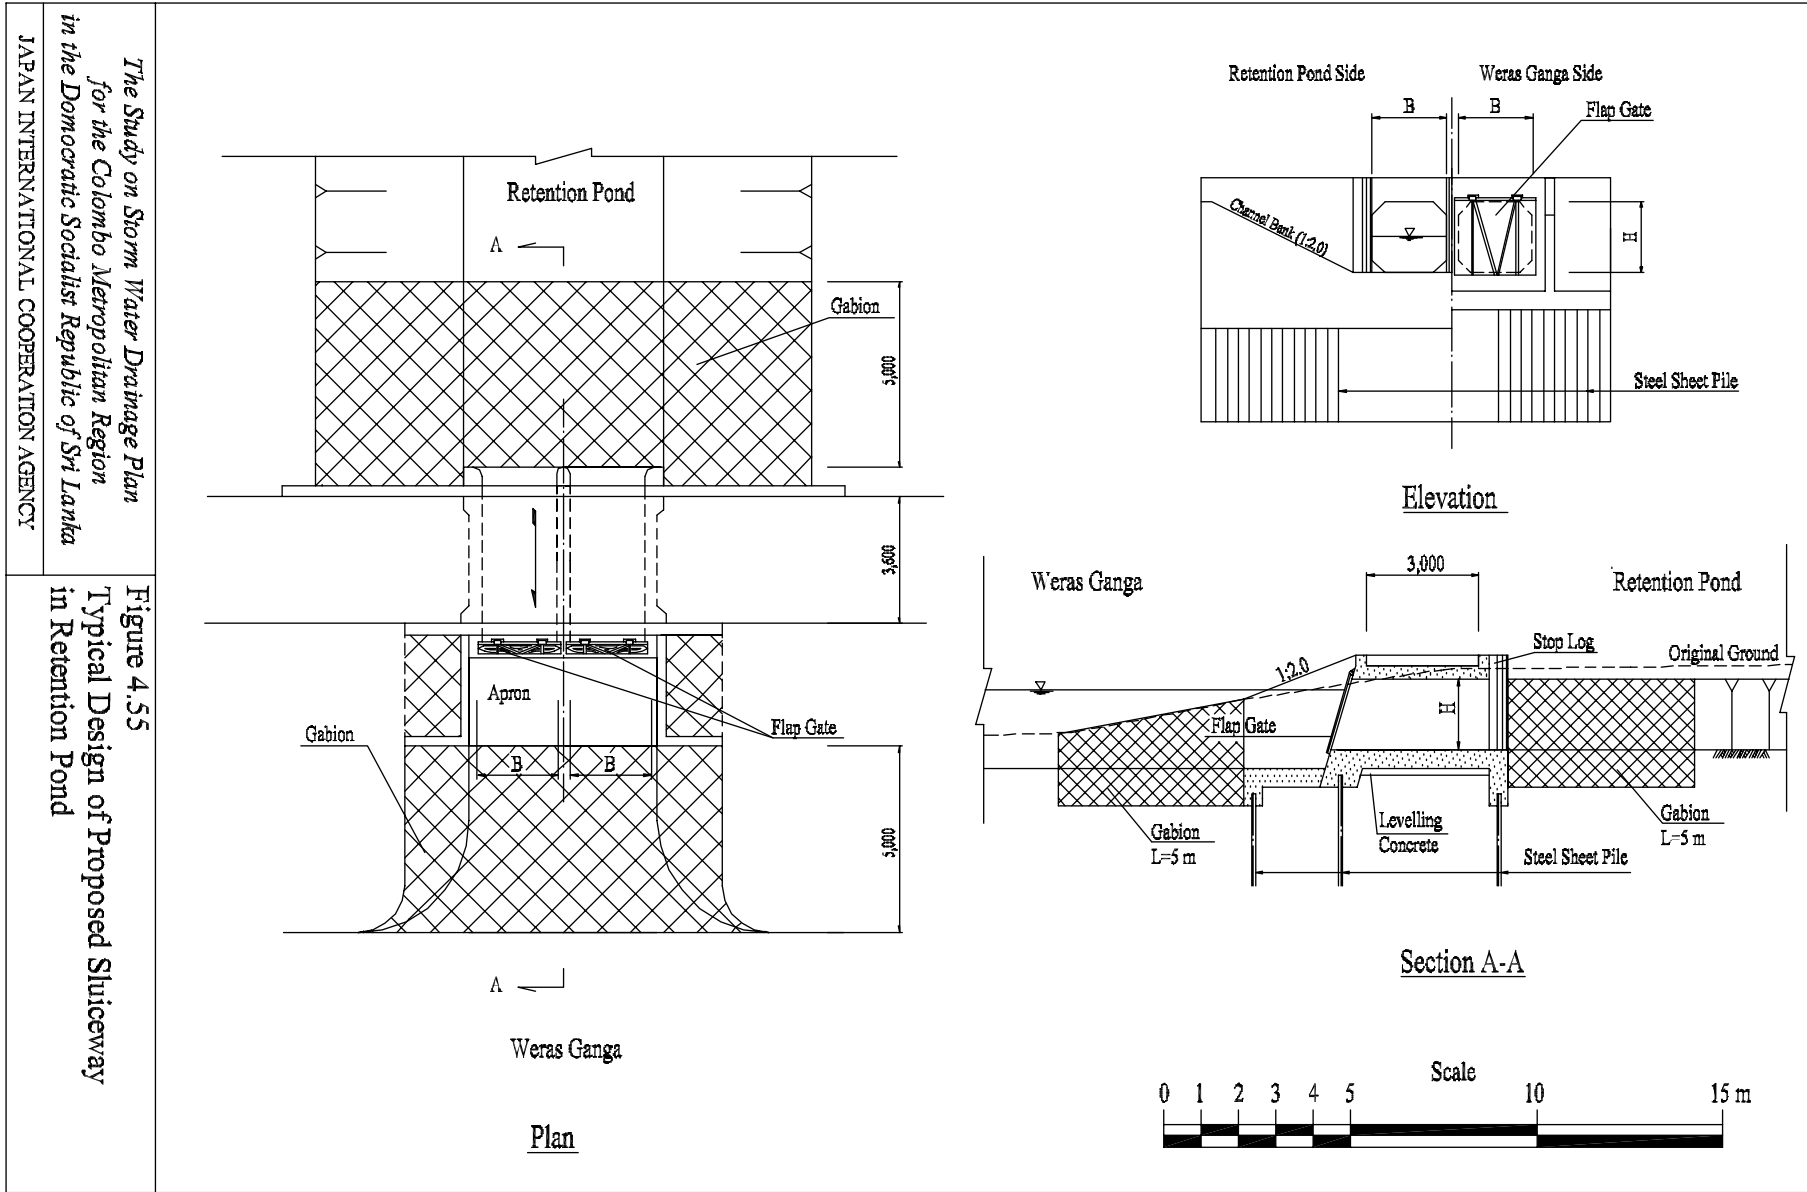 The Study on Storm Water Drainage Plan
for the Colombo Metropolitan Region
in the Domocratic Socialist Republic of Sri Lanka
JAPAN INTERNATIONAL COOPERATION AGENCY
Figure 4.55
Typical Design of Proposed Sluiceway
in Retention Pond
Retention Pond
A
Gabion
5,000
3,600
Apron
Flap Gate
Gabion
B
B
5,000
A
Weras Ganga
Plan
Retention Pond Side
Weras Ganga Side
B
B
Flap Gate
Channel Bank (1:2.0)
H
Steel Sheet Pile
Elevation
3,000
Weras Ganga
Retention Pond
Stop Log
1:2.0
Original Ground
H
Flap Gate
Gabion
L=5 m
Levelling
Concrete
Gabion
L=5 m
Steel Sheet Pile
Section A-A
Scale
0 1 2 3 4 5 10 15 m